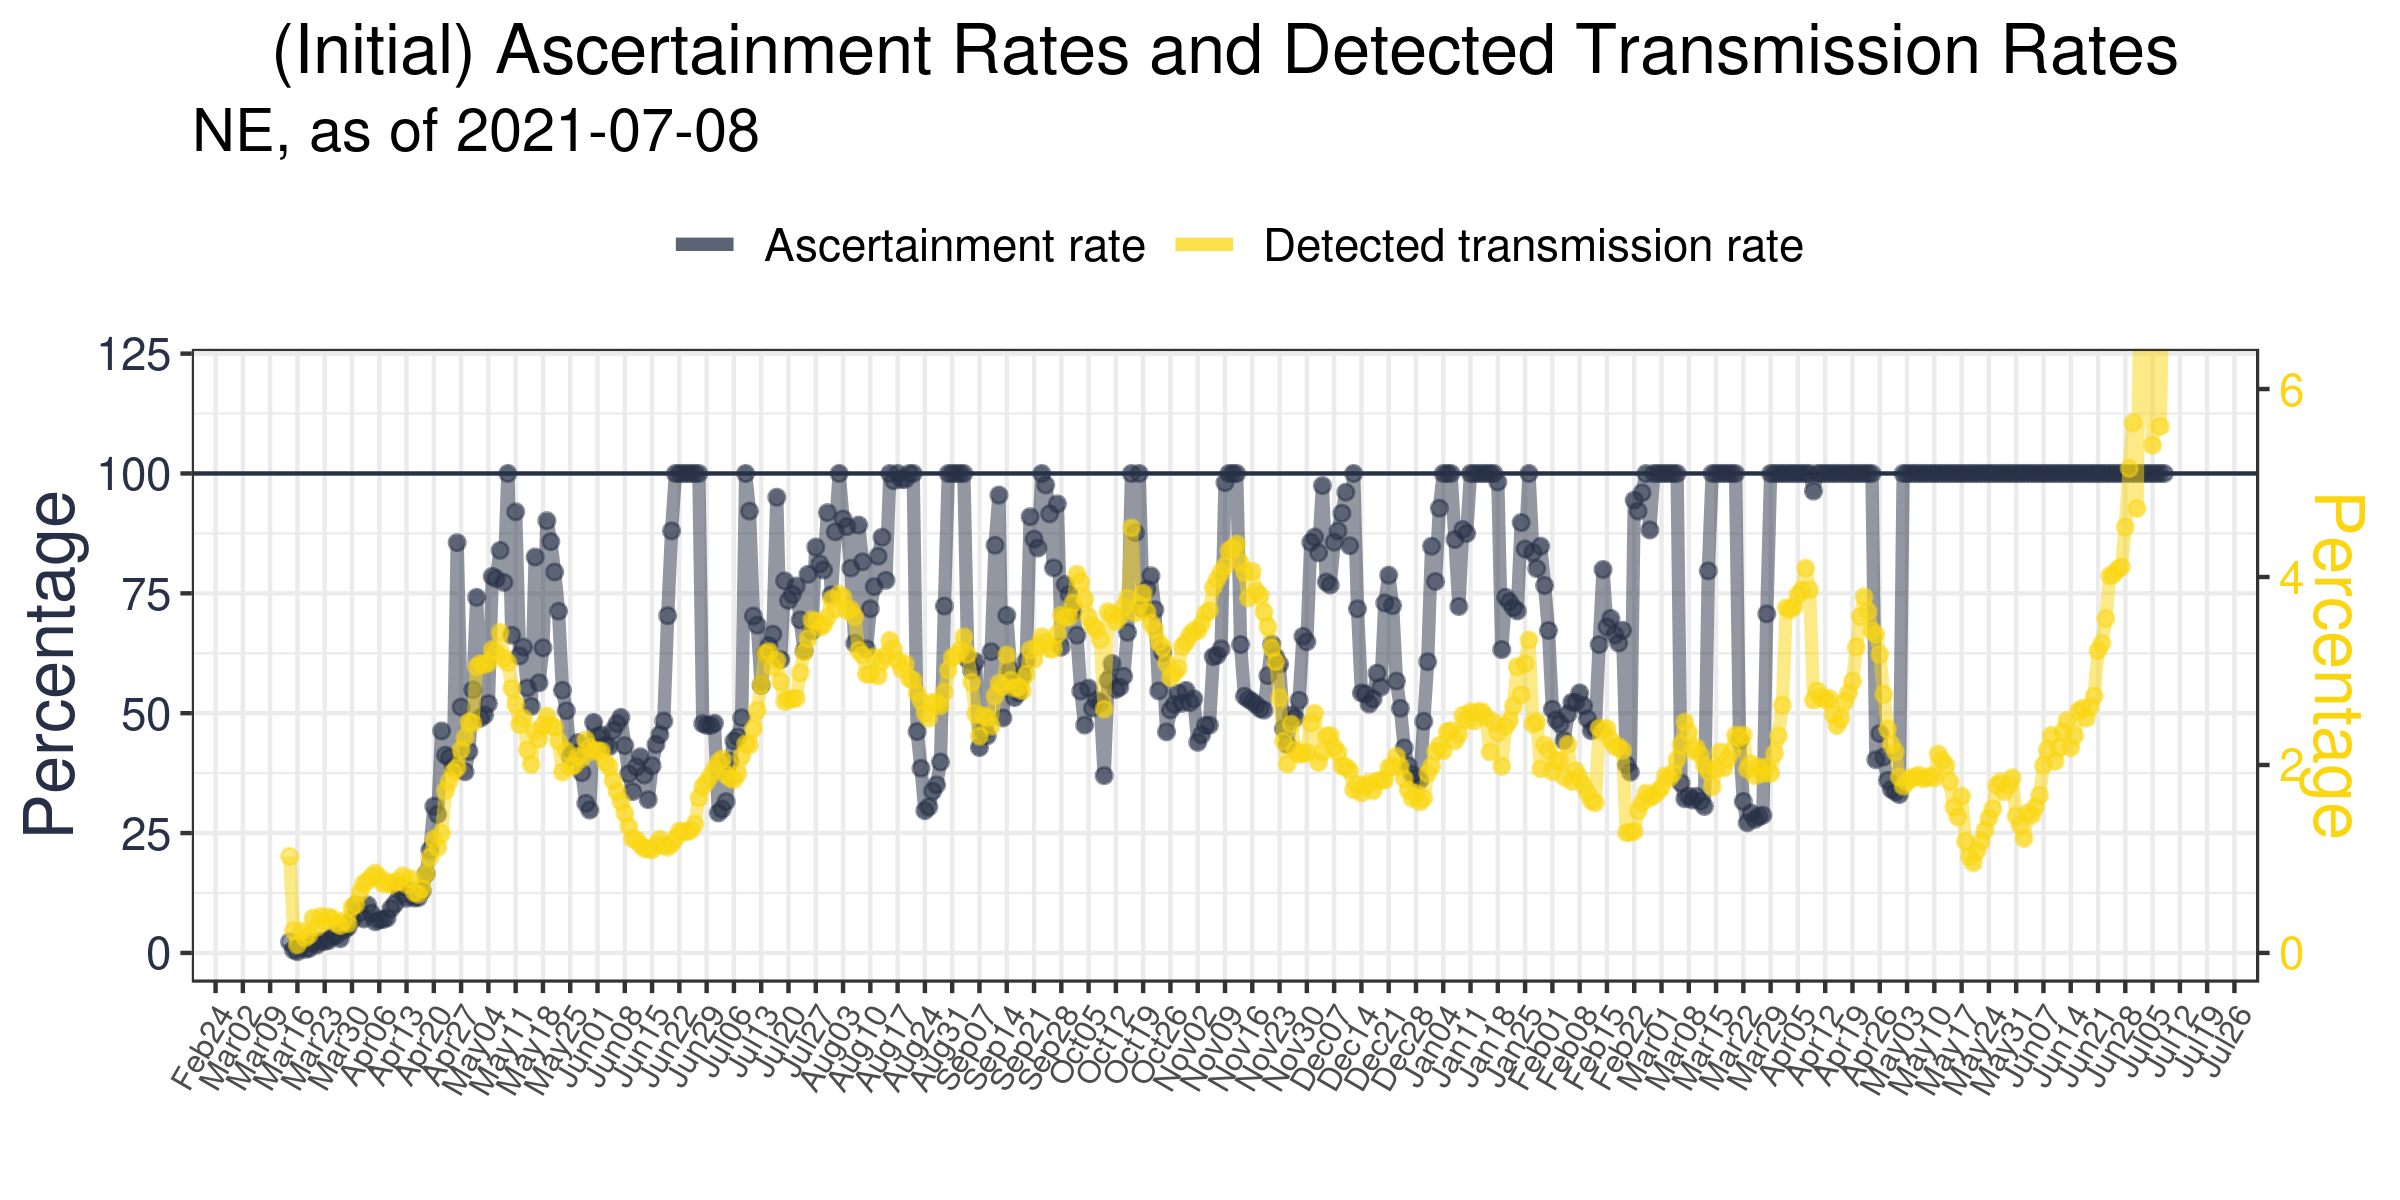 (Initial) Ascertainment Rates and Detected Transmission Rates
NE, as of 2021-07-08
Ascertainment rate
Detected transmission rate
Percentage
125
100
75
50
25
0
6
4
2
0
Percentage
Feb24
Mar02
Mar09
Mar16
Mar23
Mar30
Apr06
Apr13
Apr20
Apr27
May04
May11
May18
May25
Jun01
Jun08
Jun15
Jun22
Jun29
Jul06
Jul13
Jul20
Jul27
Aug03
Aug10
Aug17
Aug24
Aug31
Sep07
Sep14
Sep21
Sep28
Oct05
Oct12
Oct19
Oct26
Nov02
Nov09
Nov16
Nov23
Nov30
Dec07
Dec14
Dec21
Dec28
Jan04
Jan11
Jan18
Jan25
Feb01
Feb08
Feb15
Feb22
Mar01
Mar08
Mar15
Mar22
Mar29
Apr05
Apr12
Apr19
Apr26
May03
May10
May17
May24
May31
Jun07
Jun14
Jun21
Jun28
Jul05
Jul12
Jul19
Jul26